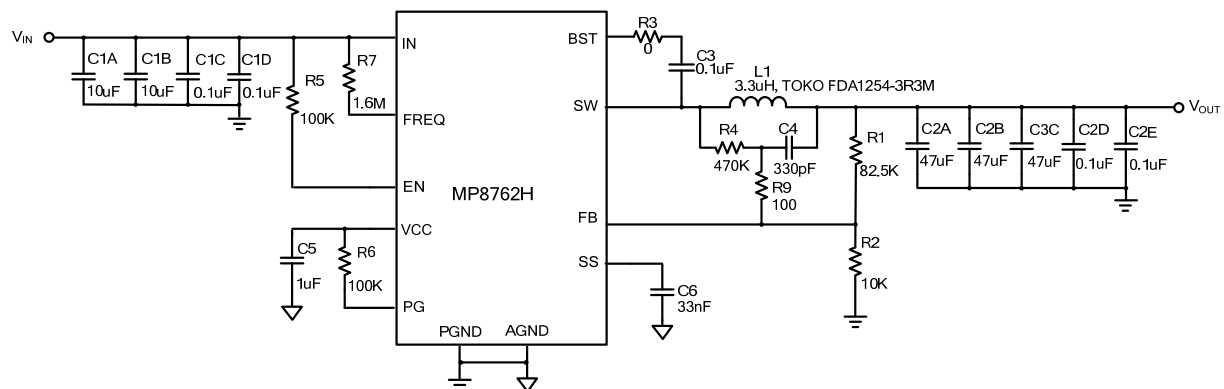 VIN
C1A
10uF
C1B
10uF
C1C
0.1uF
C1D
0.1uF
R5
100K
R7
1.6M
IN
FREQ
EN
VCC
PG
C5
1uF
R6
100K
MP8762H
PGND
AGND
BST
SW
FB
SS
R3
0
C3
0.1uF
L1
3.3uH, TOKO FDA1254-3R3M
R4
470K
C4
330pF
R9
100
R1
82.5K
R2
10K
C6
33nF
C2A
47uF
C2B
47uF
C3C
47uF
C2D
0.1uF
C2E
0.1uF
VOUT